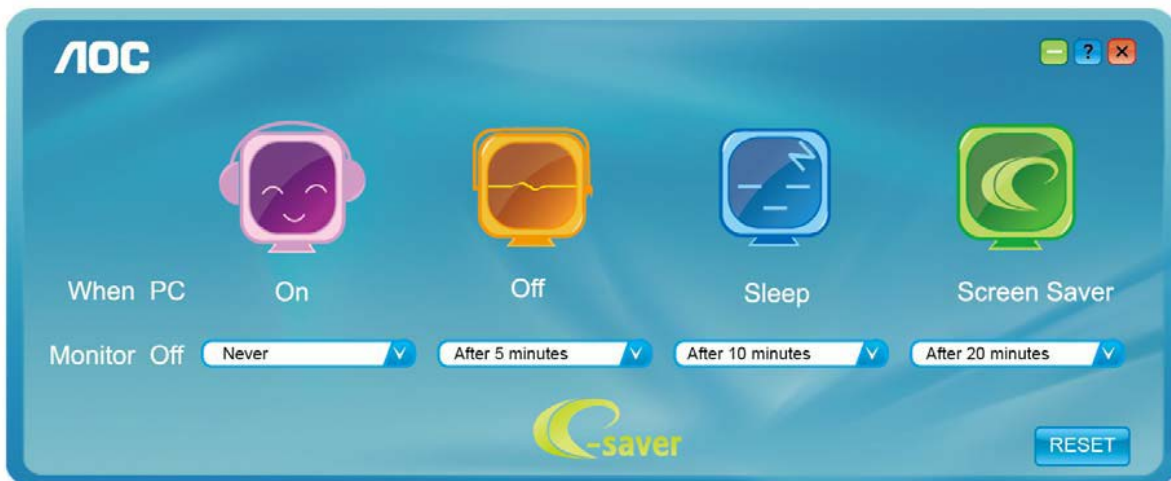 AOC
?
When PC On Off Sleep Screen Saver
Monitor Off Never After 5 minutes After 10 minutes After 20 minutes
e-saver
RESET